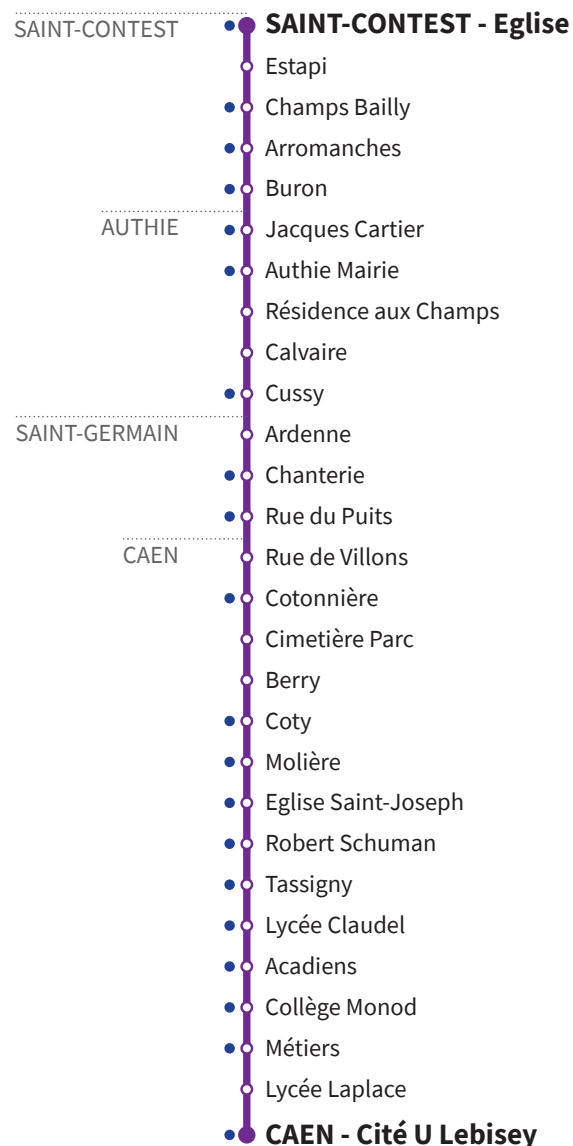 SAINT-CONTEST
SAINT-CONTEST - Eglise
Estapi
Champs Bailly
Arromanches
Buron
AUTHIE
Jacques Cartier
Authie Mairie
Résidence aux Champs
Calvaire
Cussy
SAINT-GERMAIN
Ardenne
Chanterie
Rue du Puits
CAEN
Rue de Villons
Cotonnière
Cimetière Parc
Berry
Coty
Molière
Eglise Saint-Joseph
Robert Schuman
Tassigny
Lycée Claudel
Acadiens
Collège Monod
Métiers
Lycée Laplace
CAEN - Cité U Lebisey